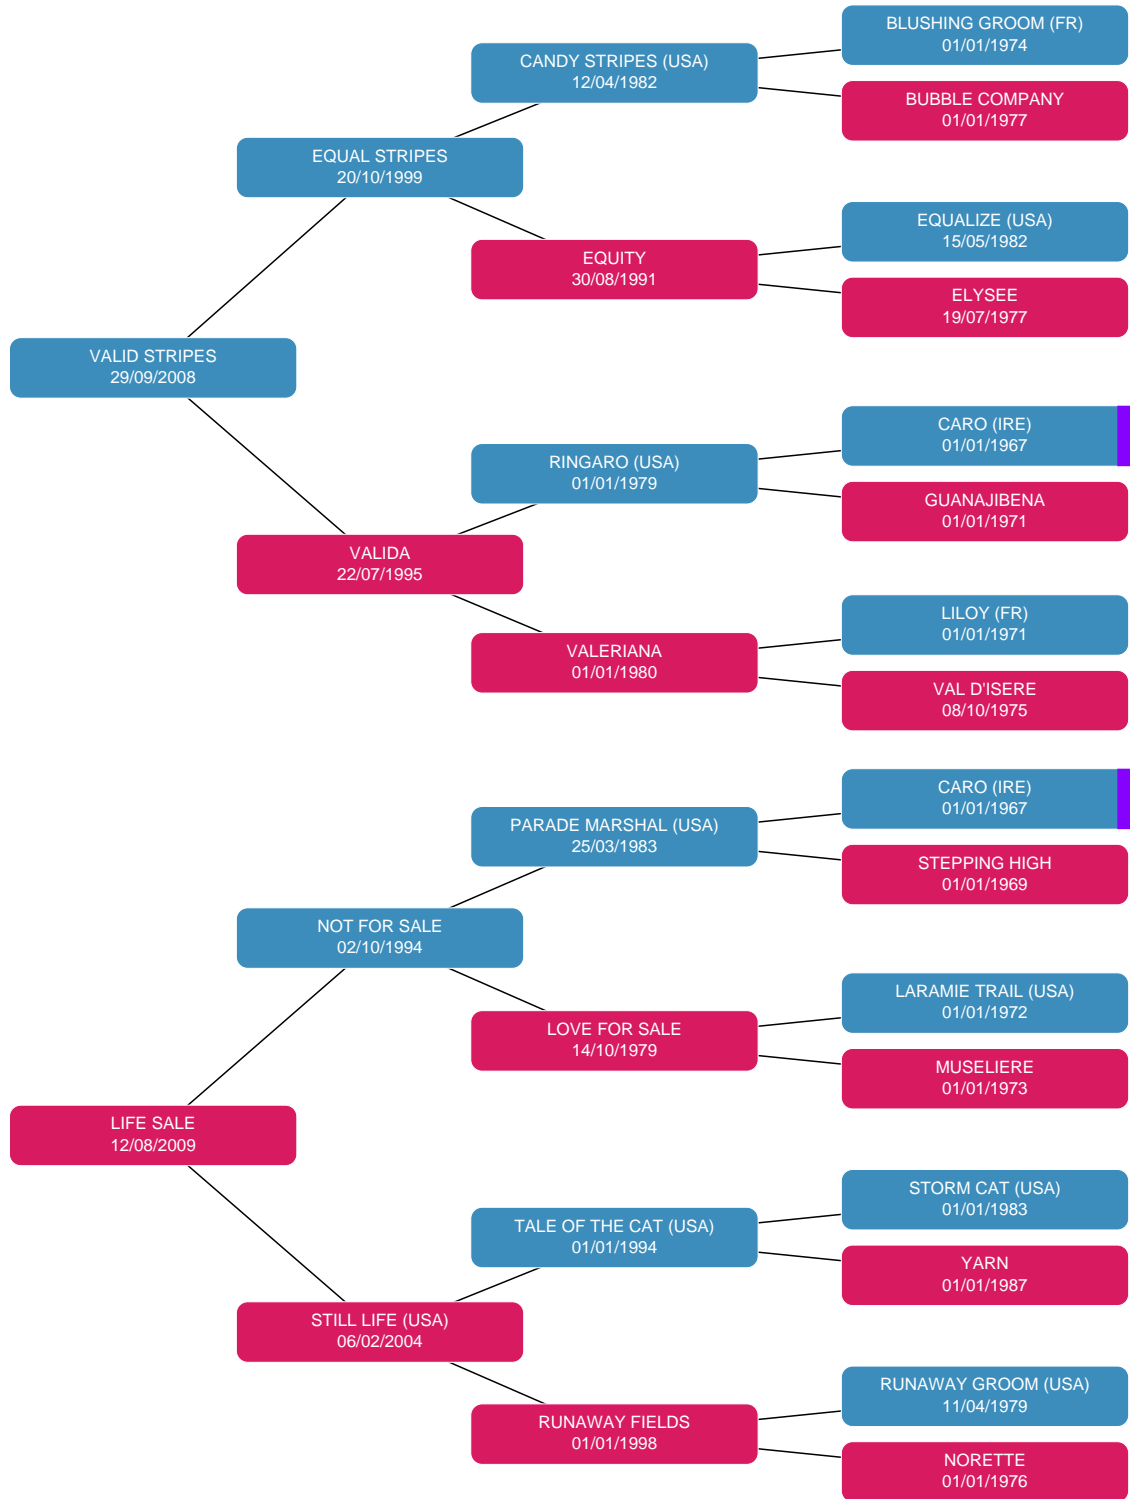 BLUSHING GROOM (FR)
01/01/1974
CANDY STRIPES (USA)
12/04/1982
BUBBLE COMPANY
01/01/1977
EQUAL STRIPES
20/10/1999
EQUALIZE (USA)
15/05/1982
EQUITY
30/08/1991
ELYSEE
19/07/1977
VALID STRIPES
29/09/2008
CARO (IRE)
01/01/1967
RINGARO (USA)
01/01/1979
GUANAJIBENA
01/01/1971
VALIDA
22/07/1995
LILOY (FR)
01/01/1971
VALERIANA
01/01/1980
VAL D'ISERE
08/10/1975
CARO (IRE)
01/01/1967
PARADE MARSHAL (USA)
25/03/1983
STEPPING HIGH
01/01/1969
NOT FOR SALE
02/10/1994
LARAMIE TRAIL (USA)
01/01/1972
LOVE FOR SALE
14/10/1979
MUSELIERE
01/01/1973
LIFE SALE
12/08/2009
STORM CAT (USA)
01/01/1983
TALE OF THE CAT (USA)
01/01/1994
YARN
01/01/1987
STILL LIFE (USA)
06/02/2004
RUNAWAY GROOM (USA)
11/04/1979
RUNAWAY FIELDS
01/01/1998
NORETTE
01/01/1976